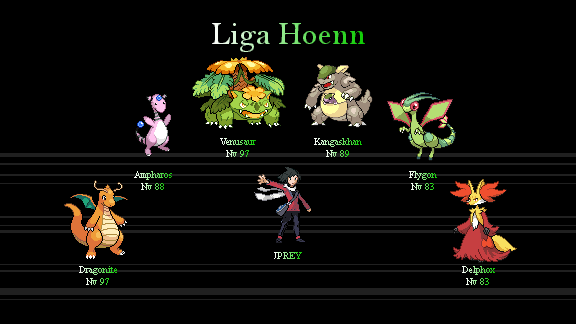 Liga Hoenn
Venusaur
Nv 97
Kangaskhan
Nv 89
Ampharos
Nv 88
Flygon
Nv 83
JPREY
Dragonite
Nv 97
Delphox
Nv 83